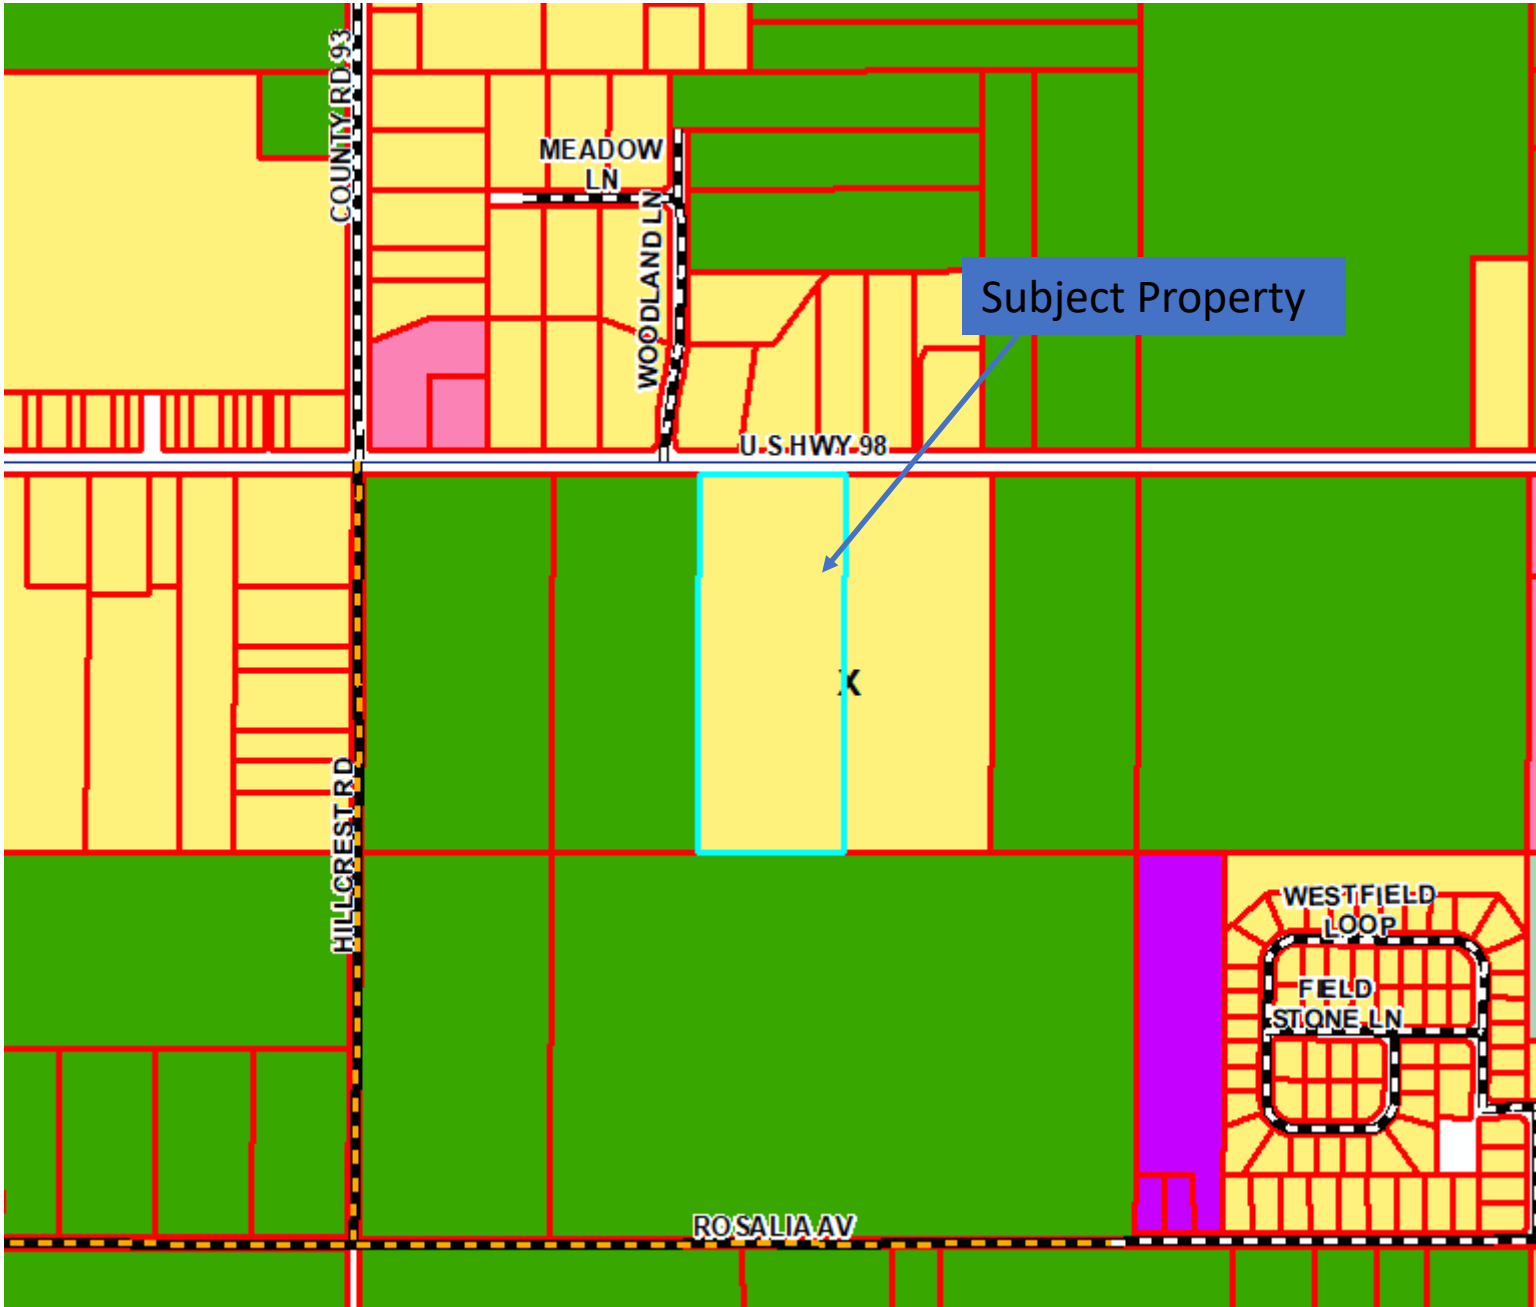 COUNTY RD 93
MEADOW
LN
WOODLAND LN
Subject Property
U S HWY 98
X
HILLCREST RD
WESTFIELD
LOOP
FIELD
STONE LN
ROSALIA AV